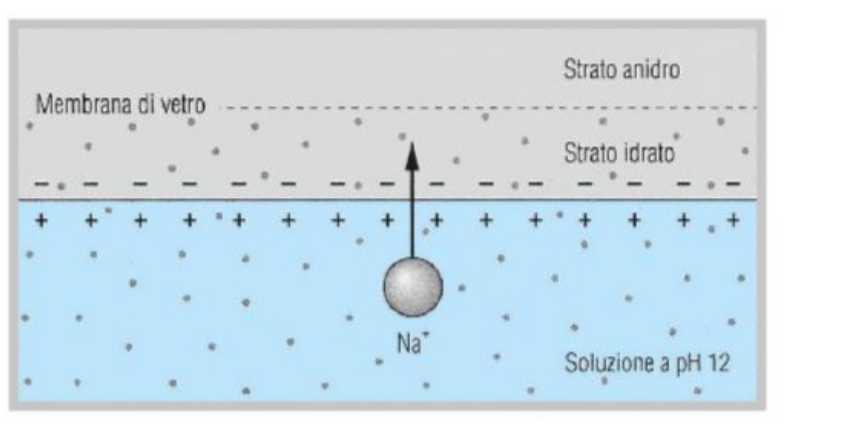 Strato anidro
Membrana di vetro
Strato idrato
Na⁺
Soluzione a pH 12